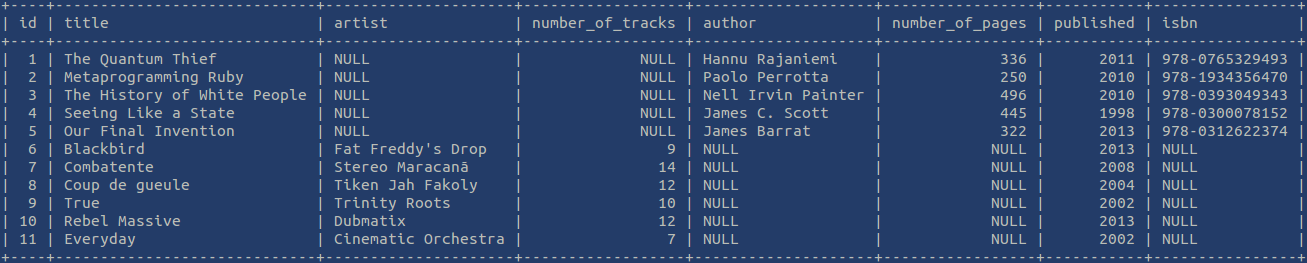 +----+-----------------------------+--------------------+------------------+--------------------+-----------------+-----------+----------------+
| id | title                       | artist             | number_of_tracks | author             | number_of_pages | published | isbn           |
+----+-----------------------------+--------------------+------------------+--------------------+-----------------+-----------+----------------+
|  1 | The Quantum Thief           | NULL               |             NULL | Hannu Rajaniemi    |             336 |      2011 | 978-0765329493 |
|  2 | Metaprogramming Ruby        | NULL               |             NULL | Paolo Perrotta     |             250 |      2010 | 978-1934356470 |
|  3 | The History of White People | NULL               |             NULL | Nell Irvin Painter |             496 |      2010 | 978-0393049343 |
|  4 | Seeing Like a State         | NULL               |             NULL | James C. Scott     |             445 |      1998 | 978-0300078152 |
|  5 | Our Final Invention         | NULL               |             NULL | James Barrat       |             322 |      2013 | 978-0312622374 |
|  6 | Blackbird                   | Fat Freddy's Drop  |                9 | NULL               |            NULL |      2013 | NULL           |
|  7 | Combatente                  | Stereo Maracanã    |               14 | NULL               |            NULL |      2008 | NULL           |
|  8 | Coup de gueule              | Tiken Jah Fakoly   |               12 | NULL               |            NULL |      2004 | NULL           |
|  9 | True                        | Trinity Roots      |               10 | NULL               |            NULL |      2002 | NULL           |
| 10 | Rebel Massive               | Dubmatix           |               12 | NULL               |            NULL |      2013 | NULL           |
| 11 | Everyday                    | Cinematic Orchestra |                7 | NULL               |            NULL |      2002 | NULL           |
+----+-----------------------------+--------------------+------------------+--------------------+-----------------+-----------+----------------+